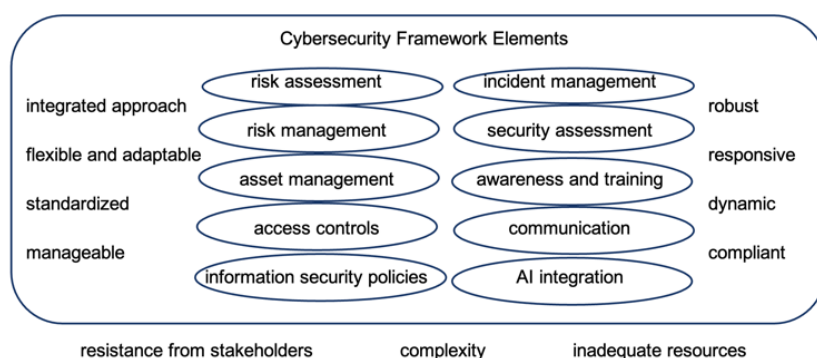 Cybersecurity Framework Elements
risk assessment
incident management
integrated approach
robust
risk management
security assessment
flexible and adaptable
responsive
asset management
awareness and training
standardized
dynamic
access controls
communication
manageable
compliant
information security policies
AI integration
resistance from stakeholders
complexity
inadequate resources